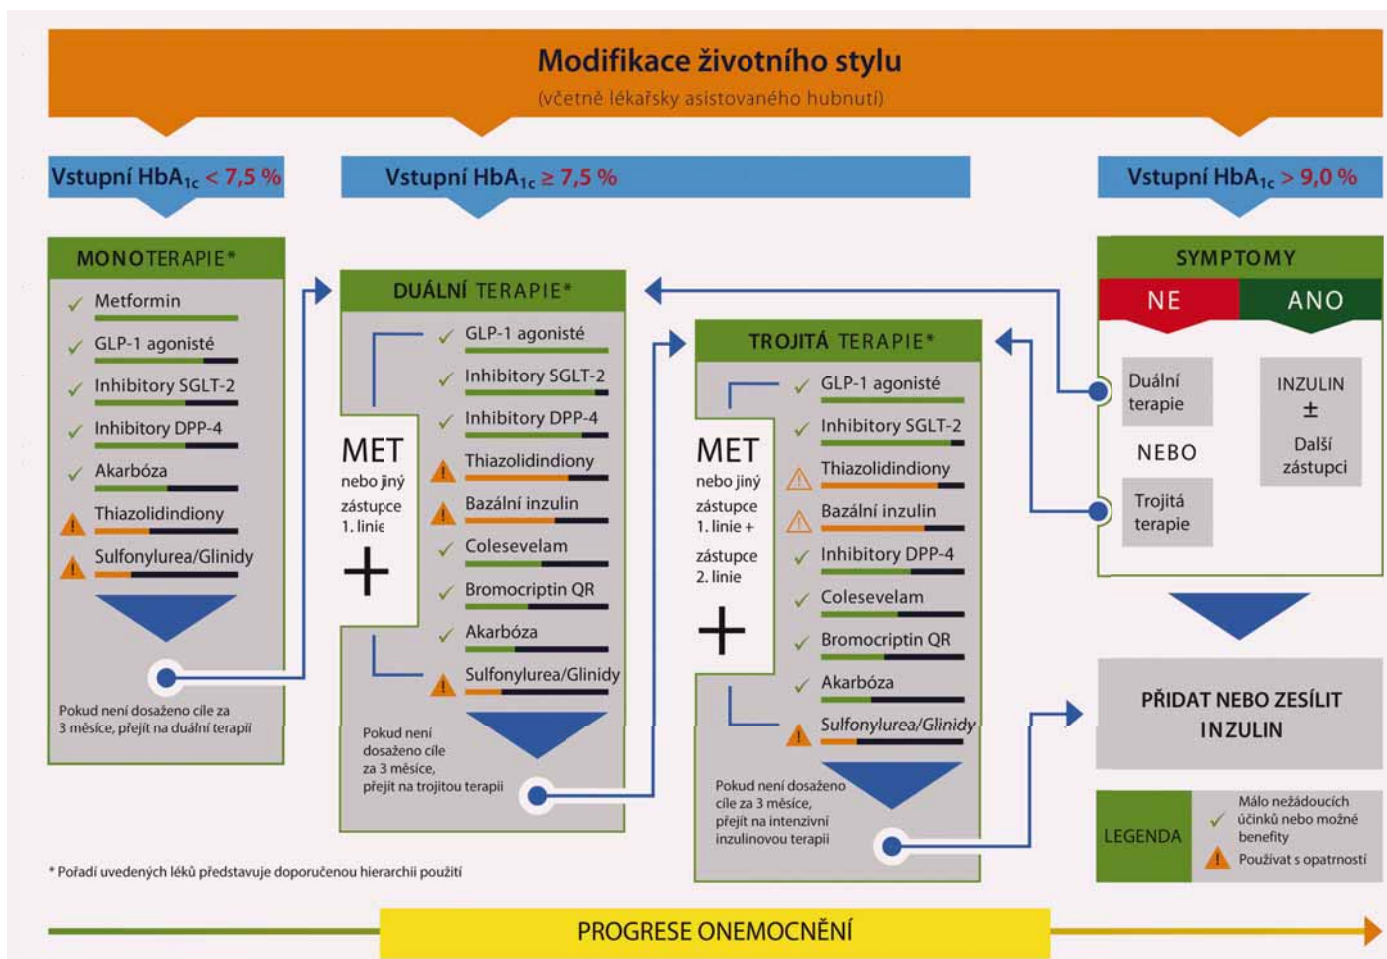 Modifikace životního stylu
(včetně lékařsky asistovaného hubnutí)
Vstupní HbA1c < 7,5 %
Vstupní HbA1c ≥ 7,5 %
Vstupní HbA1c > 9,0 %
MONOTERAPIE*
Metformin
GLP-1 agonisté
Inhibitory SGLT-2
Inhibitory DPP-4
Akarbóza
Thiazolidindiony
Sulfonylurea/Glinidy
Pokud není dosaženo cíle za
3 měsíce, přejít na duální terapii
DUÁLNÍ TERAPIE*
MET
nebo jiný
zástupce
1. linie
+
GLP-1 agonisté
Inhibitory SGLT-2
Inhibitory DPP-4
Thiazolidindiony
Bazální inzulin
Colesevelam
Bromocriptin QR
Akarbóza
Sulfonylurea/Glinidy
Pokud není
dosaženo cíle
za 3 měsíce,
přejít na trojitou terapii
TROJITÁ TERAPIE*
MET
nebo jiný
zástupce
1. linie +
zástupce
2. linie
+
GLP-1 agonisté
Inhibitory SGLT-2
Thiazolidindiony
Bazální inzulin
Inhibitory DPP-4
Colesevelam
Bromocriptin QR
Akarbóza
Sulfonylurea/Glinidy
Pokud není dosaženo
cíle za 3 měsíce,
přejít na intenzivní
inzulinovou terapii
SYMPTOMY
NE
ANO
Duální
terapie
NEBO
Trojitá
terapie
INZULIN
±
Další
zástupci
PŘIDAT NEBO ZESÍLIT
INZULIN
LEGENDA
Málo nežádoucích
účinků nebo možné
benefity
Používat s opatrností
* Pořadí uvedených léků představuje doporučenou hierarchii použití
PROGRESE ONEMOCNĚNÍ